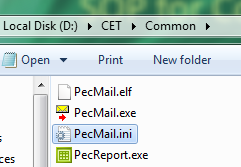 Local Disk (D:) ▸ CET ▸ Common ▸
Open Print New folder
PecMail.elf
PecMail.exe
PecMail.ini
PecReport.exe